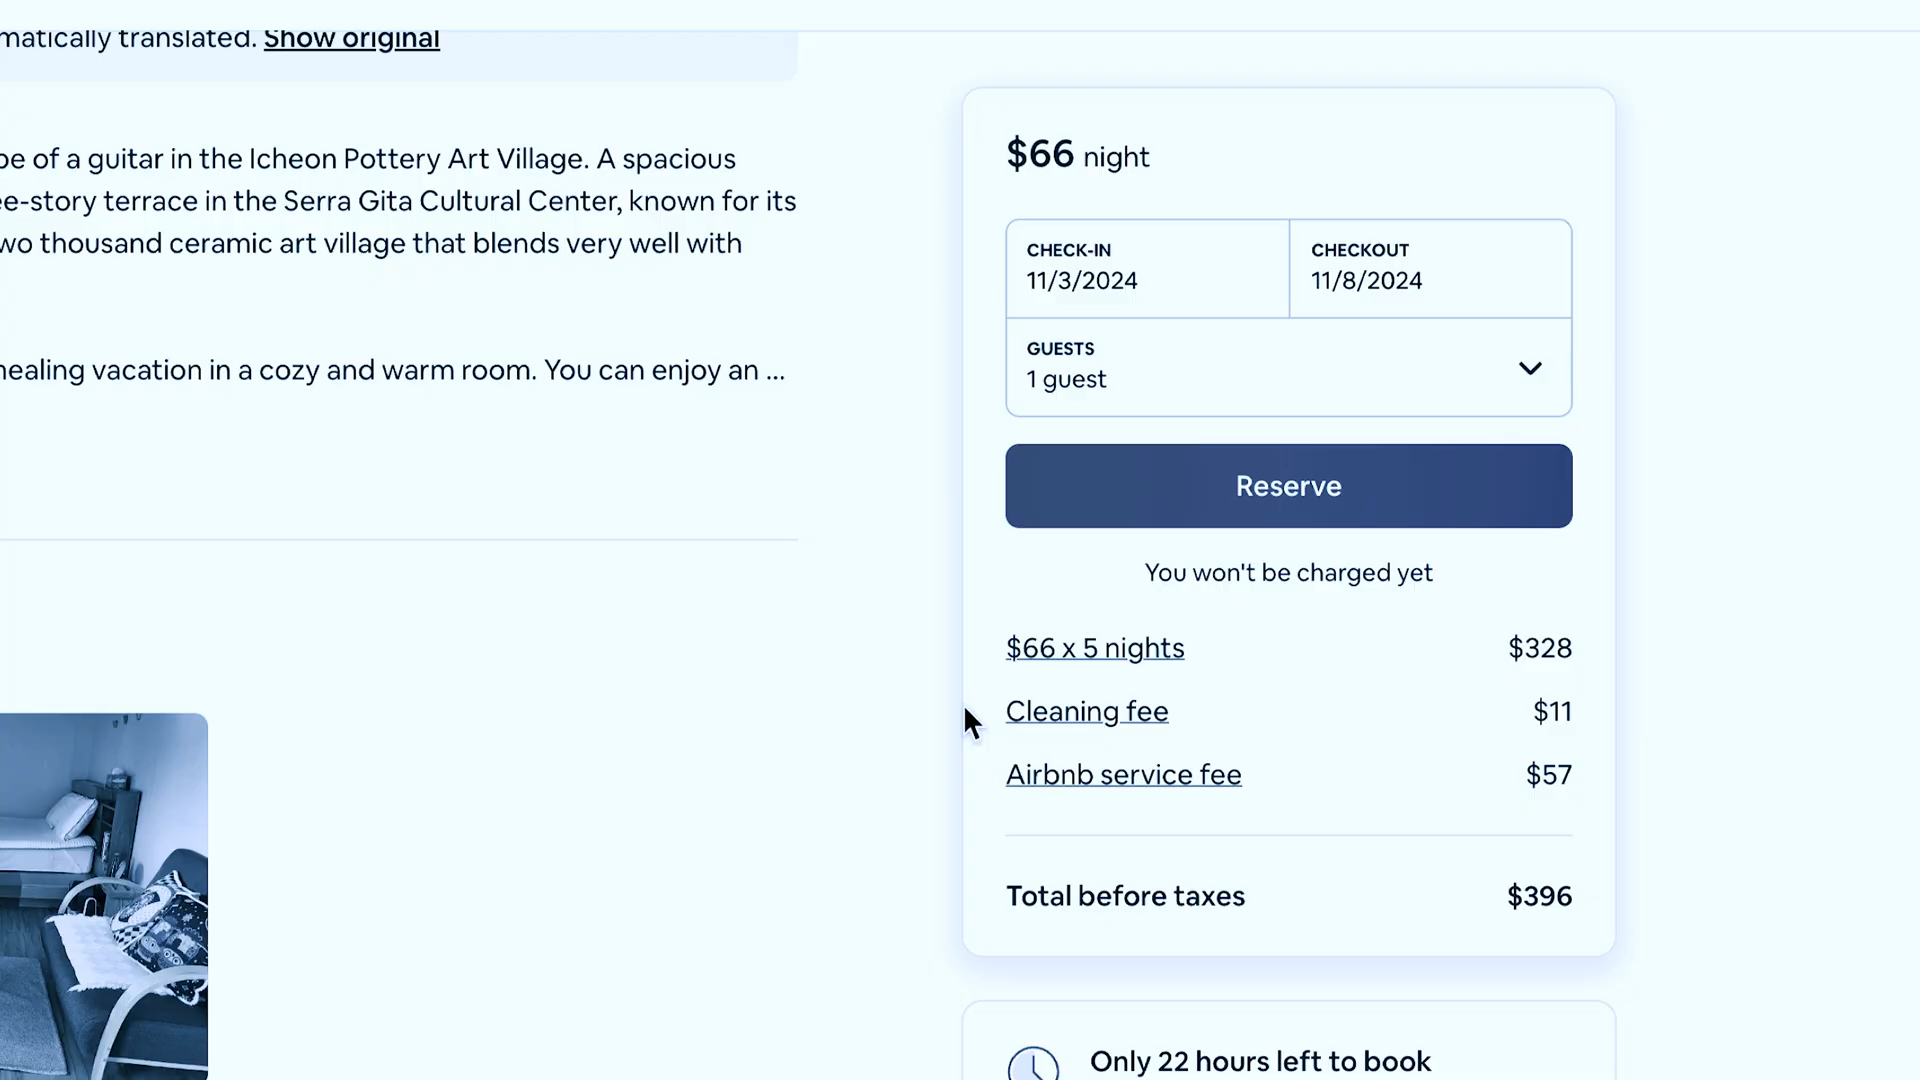 matically translated. Show original
pe of a guitar in the Icheon Pottery Art Village. A spacious
ee-story terrace in the Serra Gita Cultural Center, known for its
wo thousand ceramic art village that blends very well with
healing vacation in a cozy and warm room. You can enjoy an ...
$66 night
CHECK-IN
11/3/2024
CHECKOUT
11/8/2024
GUESTS
1 guest
Reserve
You won't be charged yet
$66 x 5 nights $328
Cleaning fee $11
Airbnb service fee $57
Total before taxes $396
Only 22 hours left to book